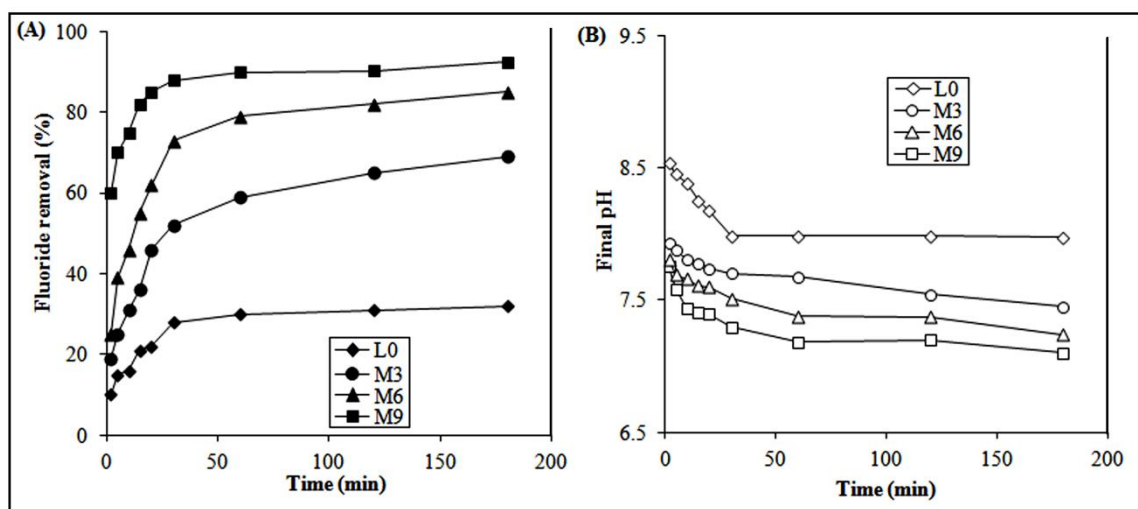 (A)
100
80
60
40
20
0
Fluoride removal (%)
L0
M3
M6
M9
0 50 100 150 200
Time (min)
(B)
9.5
8.5
7.5
6.5
Final pH
L0
M3
M6
M9
0 50 100 150 200
Time (min)